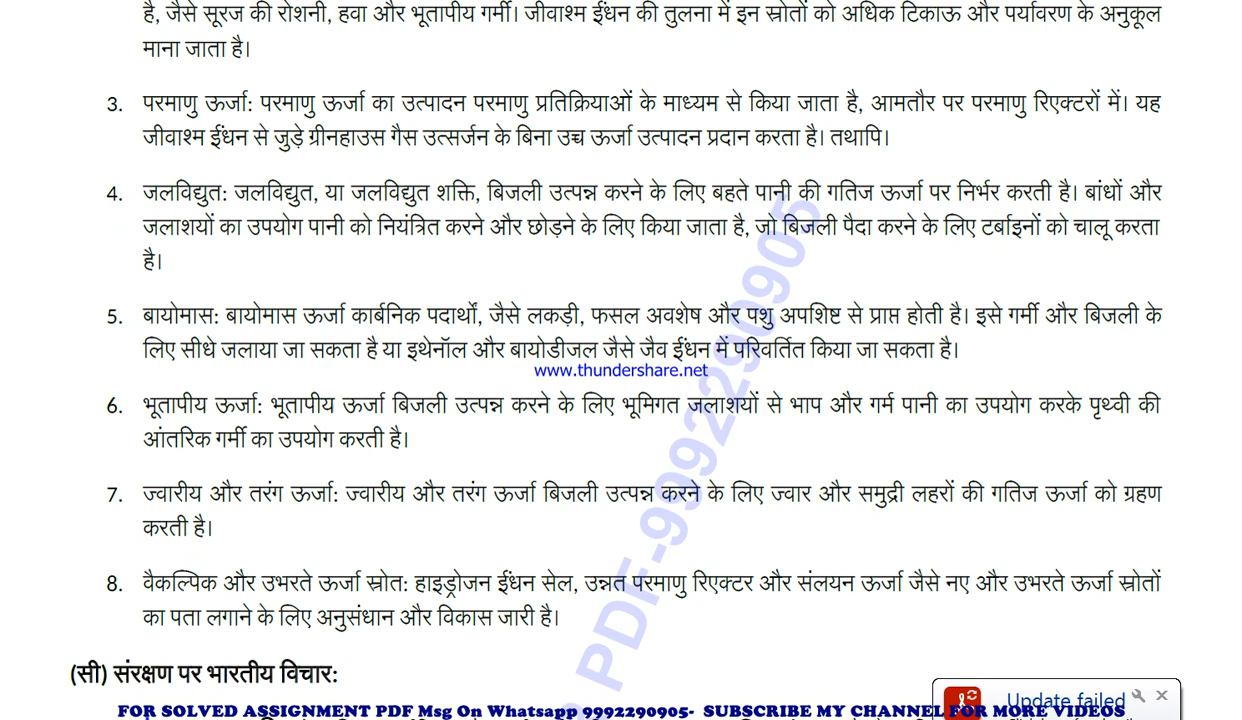 है, जैसे सूरज की रोशनी, हवा और भूतापीय गर्मी। जीवाश्म ईंधन की तुलना में इन स्रोतों को अधिक टिकाऊ और पर्यावरण के अनुकूल
माना जाता है।
3. परमाणु ऊर्जा: परमाणु ऊर्जा का उत्पादन परमाणु प्रतिक्रियाओं के माध्यम से किया जाता है, आमतौर पर परमाणु रिएक्टरों में। यह
जीवाश्म ईंधन से जुड़े ग्रीनहाउस गैस उत्सर्जन के बिना उच्च ऊर्जा उत्पादन प्रदान करता है। तथापि।
4. जलविद्युत: जलविद्युत, या जलविद्युत शक्ति, बिजली उत्पन्न करने के लिए बहते पानी की गतिज ऊर्जा पर निर्भर करती है। बांधों और
जलाशयों का उपयोग पानी को नियंत्रित करने और छोड़ने के लिए किया जाता है, जो बिजली पैदा करने के लिए टर्बाइनों को चालू करता
है।
5. बायोमास: बायोमास ऊर्जा कार्बनिक पदार्थों, जैसे लकड़ी, फसल अवशेष और पशु अपशिष्ट से प्राप्त होती है। इसे गर्मी और बिजली के
लिए सीधे जलाया जा सकता है या इथेनॉल और बायोडीजल जैसे जैव ईंधन में परिवर्तित किया जा सकता है।
www.thundershare.net
6. भूतापीय ऊर्जा: भूतापीय ऊर्जा बिजली उत्पन्न करने के लिए भूमिगत जलाशयों से भाप और गर्म पानी का उपयोग करके पृथ्वी की
आंतरिक गर्मी का उपयोग करती है।
7. ज्वारीय और तरंग ऊर्जा: ज्वारीय और तरंग ऊर्जा बिजली उत्पन्न करने के लिए ज्वार और समुद्री लहरों की गतिज ऊर्जा को ग्रहण
करती है।
8. वैकल्पिक और उभरते ऊर्जा स्रोत: हाइड्रोजन ईंधन सेल, उन्नत परमाणु रिएक्टर और संलयन ऊर्जा जैसे नए और उभरते ऊर्जा स्रोतों
का पता लगाने के लिए अनुसंधान और विकास जारी है।
PDF-9992290905
(सी) संरक्षण पर भारतीय विचार:
Update failed
FOR SOLVED ASSIGNMENT PDF Msg On Whatsapp 9992290905- SUBSCRIBE MY CHANNEL FOR MORE VIDEOS